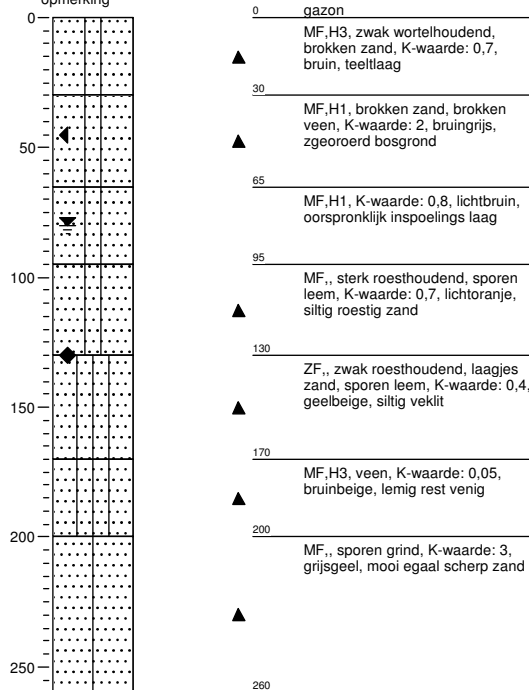 opmerking
0
50
100
150
200
250
0 gazon
MF,H3, zwak wortelhoudend,
brokken zand, K-waarde: 0,7,
bruin, teeltlaag
30
MF,H1, brokken zand, brokken
veen, K-waarde: 2, bruingrijs,
zgeoroerd bosgrond
65
MF,H1, K-waarde: 0,8, lichtbruin,
oorspronklijk inspoelings laag
95
MF,, sterk roesthoudend, sporen
leem, K-waarde: 0,7, lichtoranje,
siltig roestig zand
130
ZF,, zwak roesthoudend, laagjes
zand, sporen leem, K-waarde: 0,4,
geelbeige, siltig veklit
170
MF,H3, veen, K-waarde: 0,05,
bruinbeige, lemig rest venig
200
MF,, sporen grind, K-waarde: 3,
grijsgeel, mooi egaal scherp zand
260